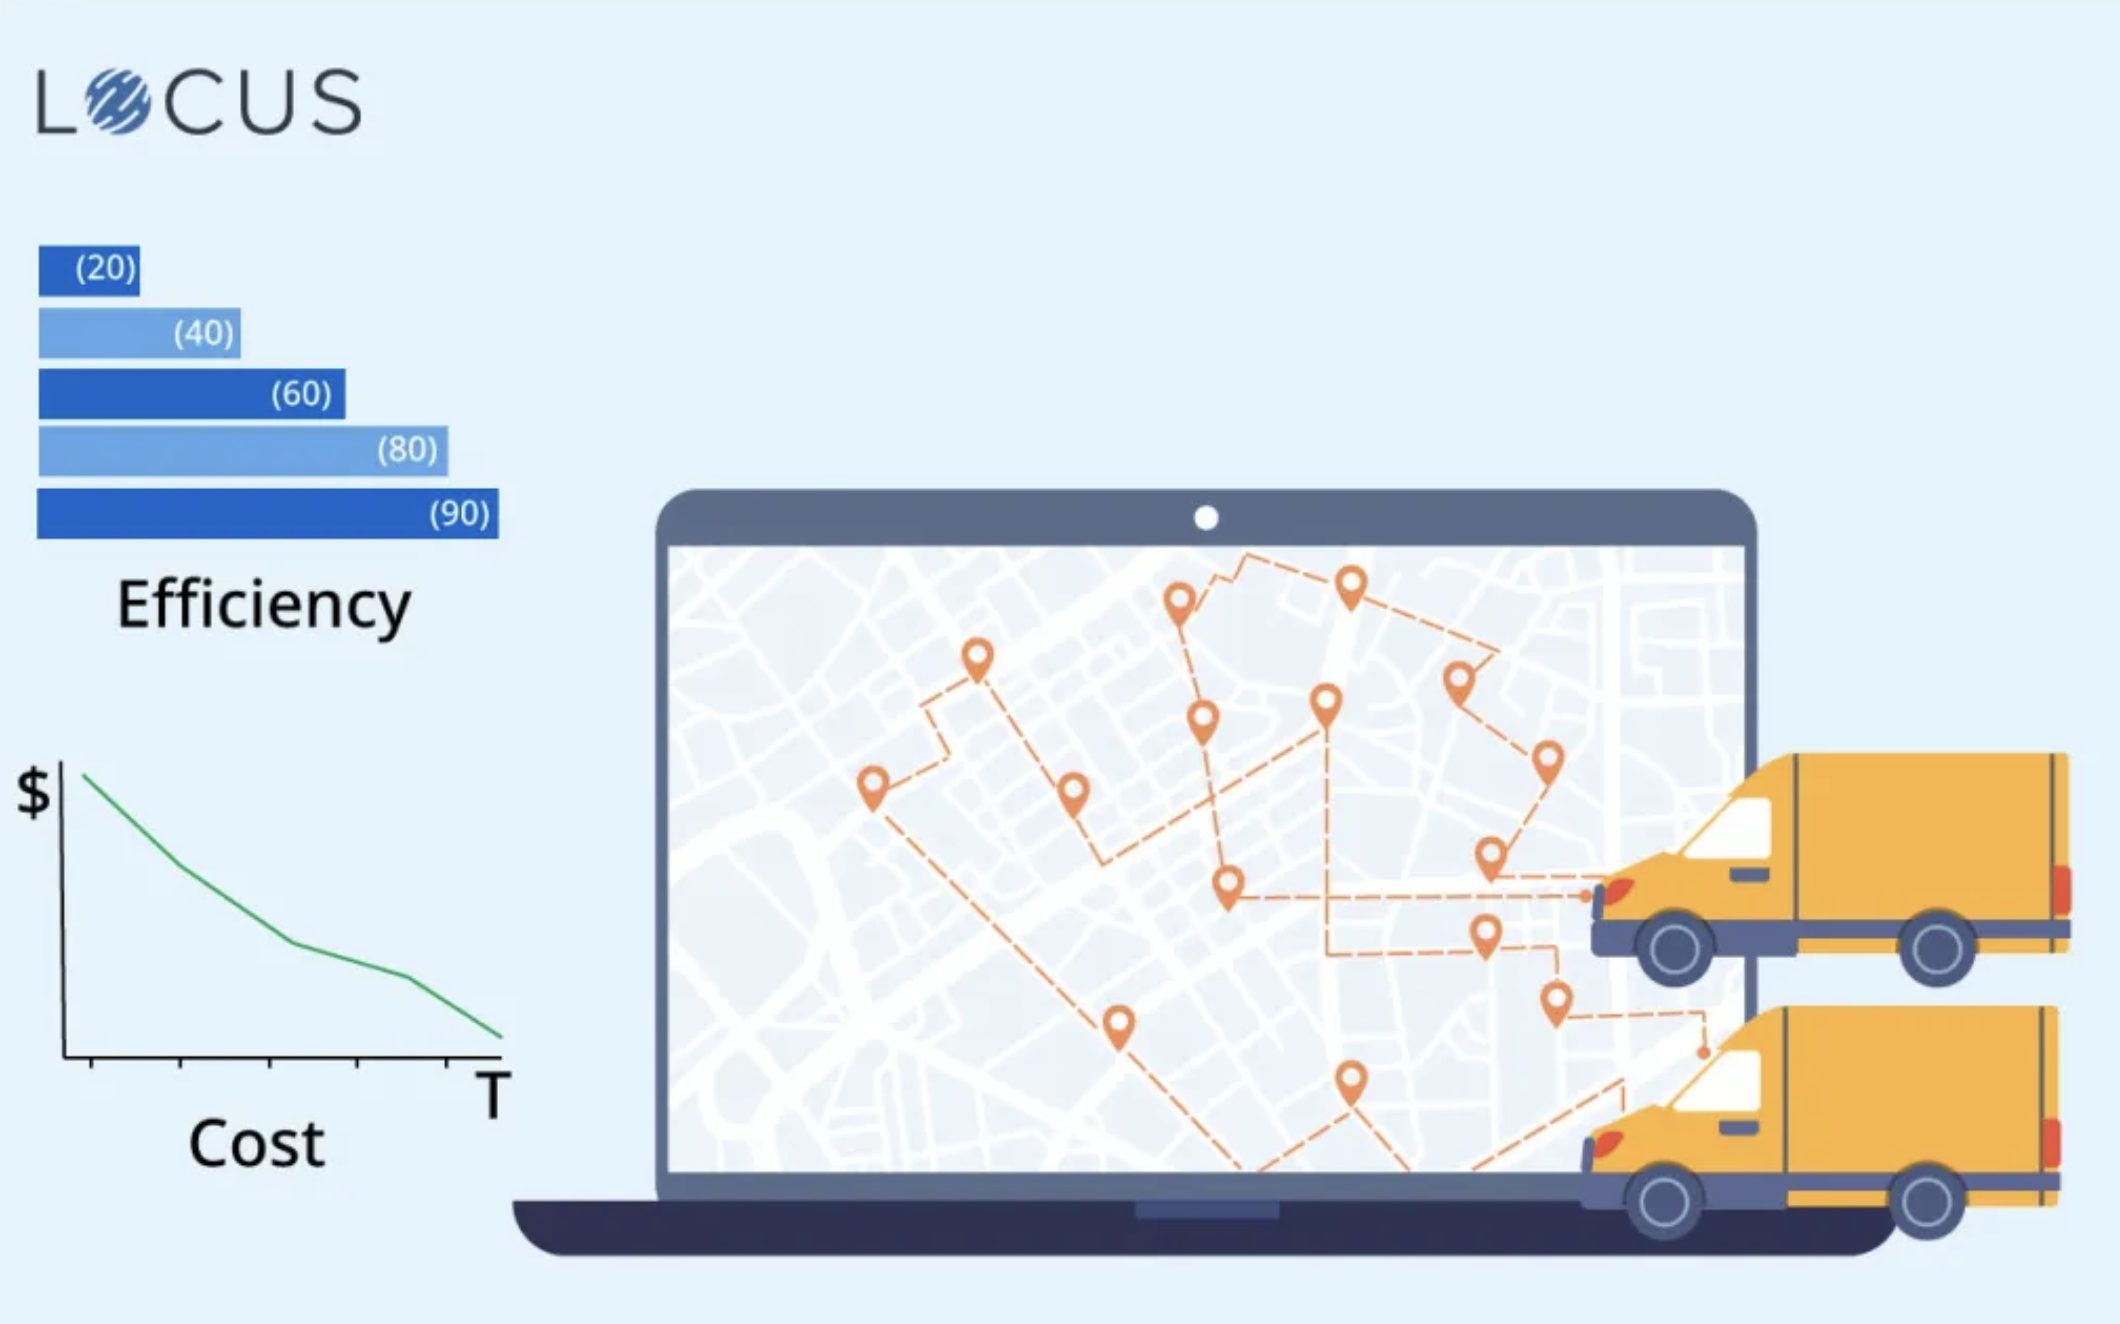 LOCUS
(20)
(40)
(60)
(80)
(90)
Efficiency
$
T
Cost